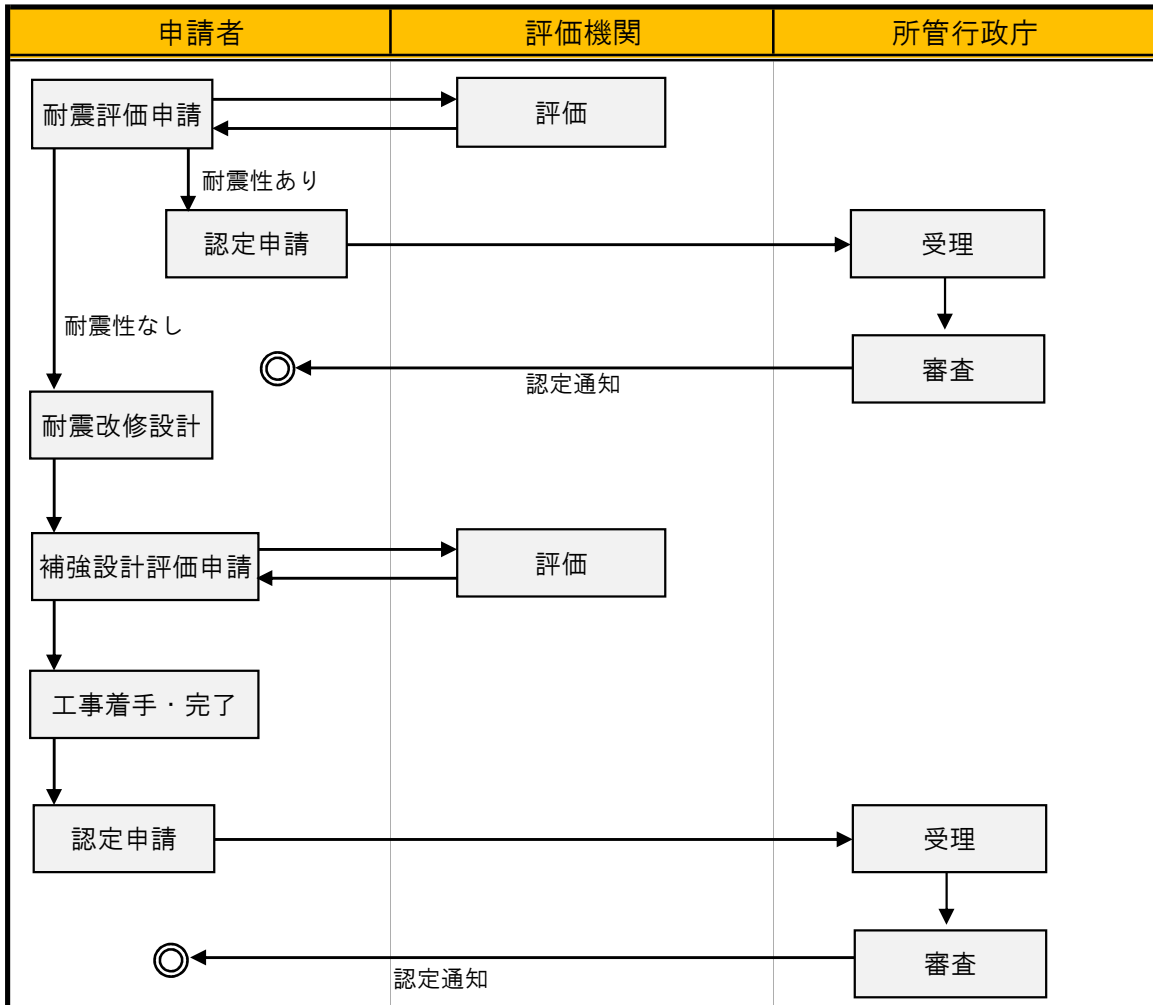 申請者
評価機関
所管行政庁
耐震評価申請
評価
耐震性あり
認定申請
受理
耐震性なし
審査
認定通知
耐震改修設計
補強設計評価申請
評価
工事着手・完了
認定申請
受理
審査
認定通知